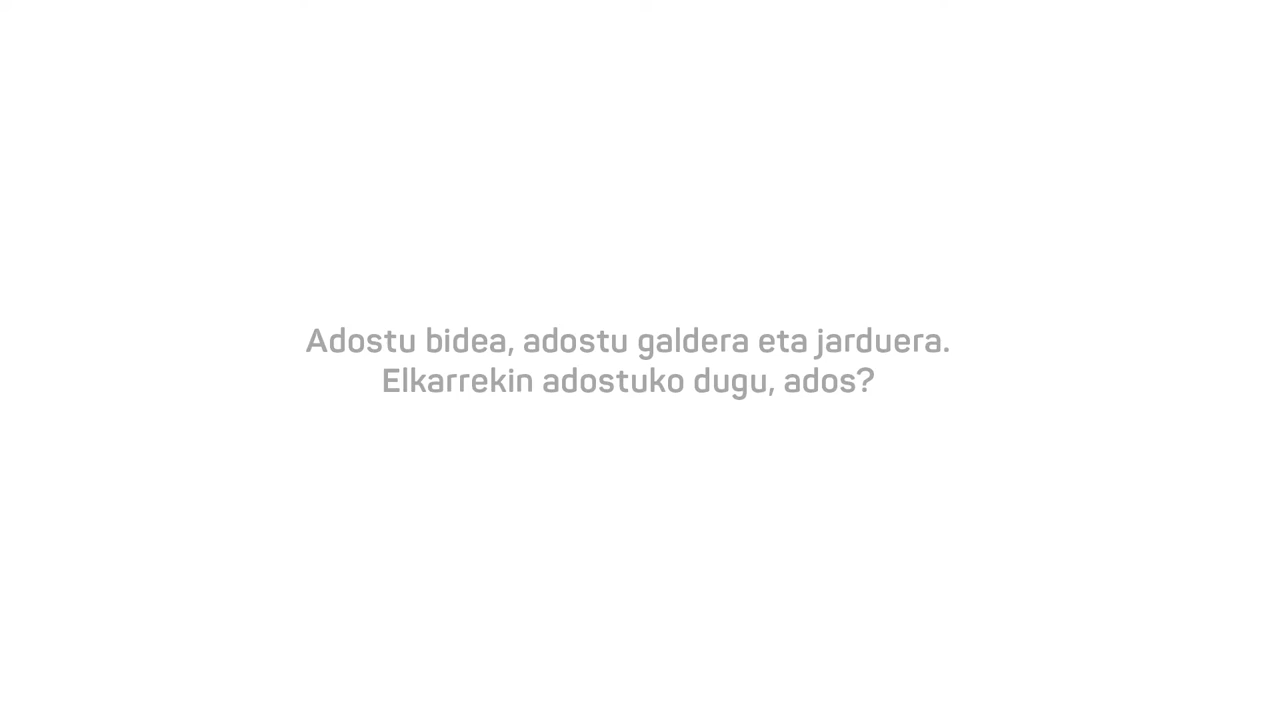 Adostu bidea, adostu galdera eta jarduera.
Elkarrekin adostuko dugu, ados?